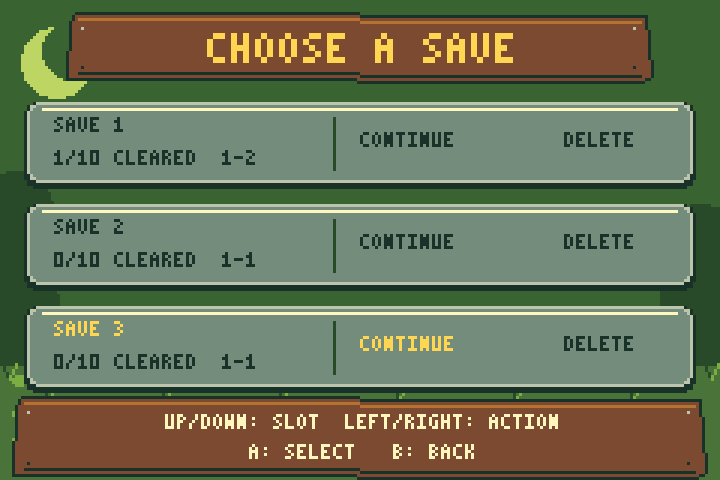 CHOOSE A SAVE
SAVE 1
1/10 CLEARED 1-2
CONTINUE DELETE
SAVE 2
0/10 CLEARED 1-1
CONTINUE DELETE
SAVE 3
0/10 CLEARED 1-1
CONTINUE DELETE
UP/DOWN: SLOT LEFT/RIGHT: ACTION
A: SELECT B: BACK